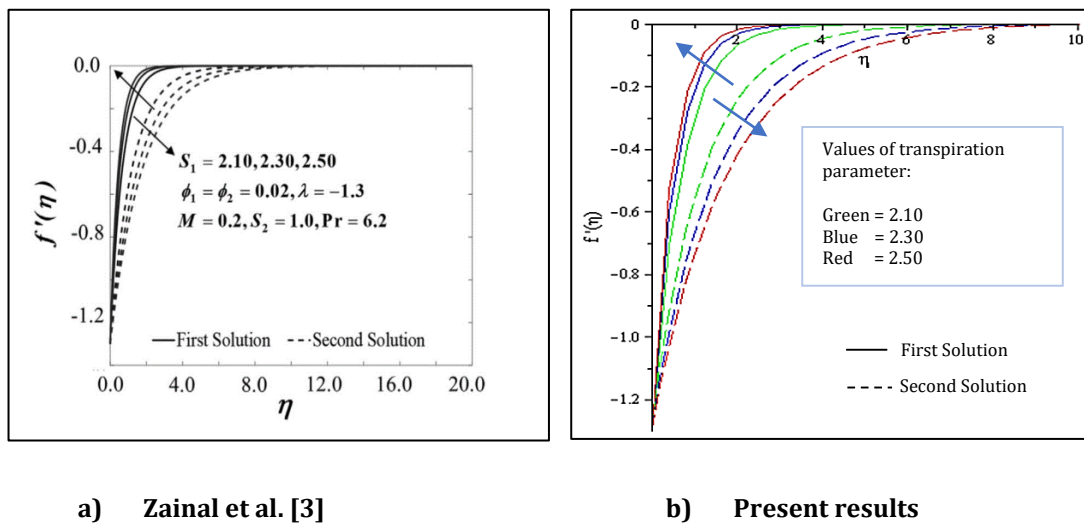 0.0
-0.4
-0.8
-1.2
f '(η)
S₁ = 2.10, 2.30, 2.50
ϕ₁ = ϕ₂ = 0.02, λ = −1.3
M = 0.2, S₂ = 1.0, Pr = 6.2
First Solution Second Solution
0.0 4.0 8.0 12.0 16.0 20.0
η
a) Zainal et al. [3]
0 2 4 6 8 10
η
−0.2
−0.4
−0.6
−0.8
−1.0
−1.2
f '(η)
Values of transpiration
parameter:
Green = 2.10
Blue = 2.30
Red = 2.50
First Solution
Second Solution
b) Present results